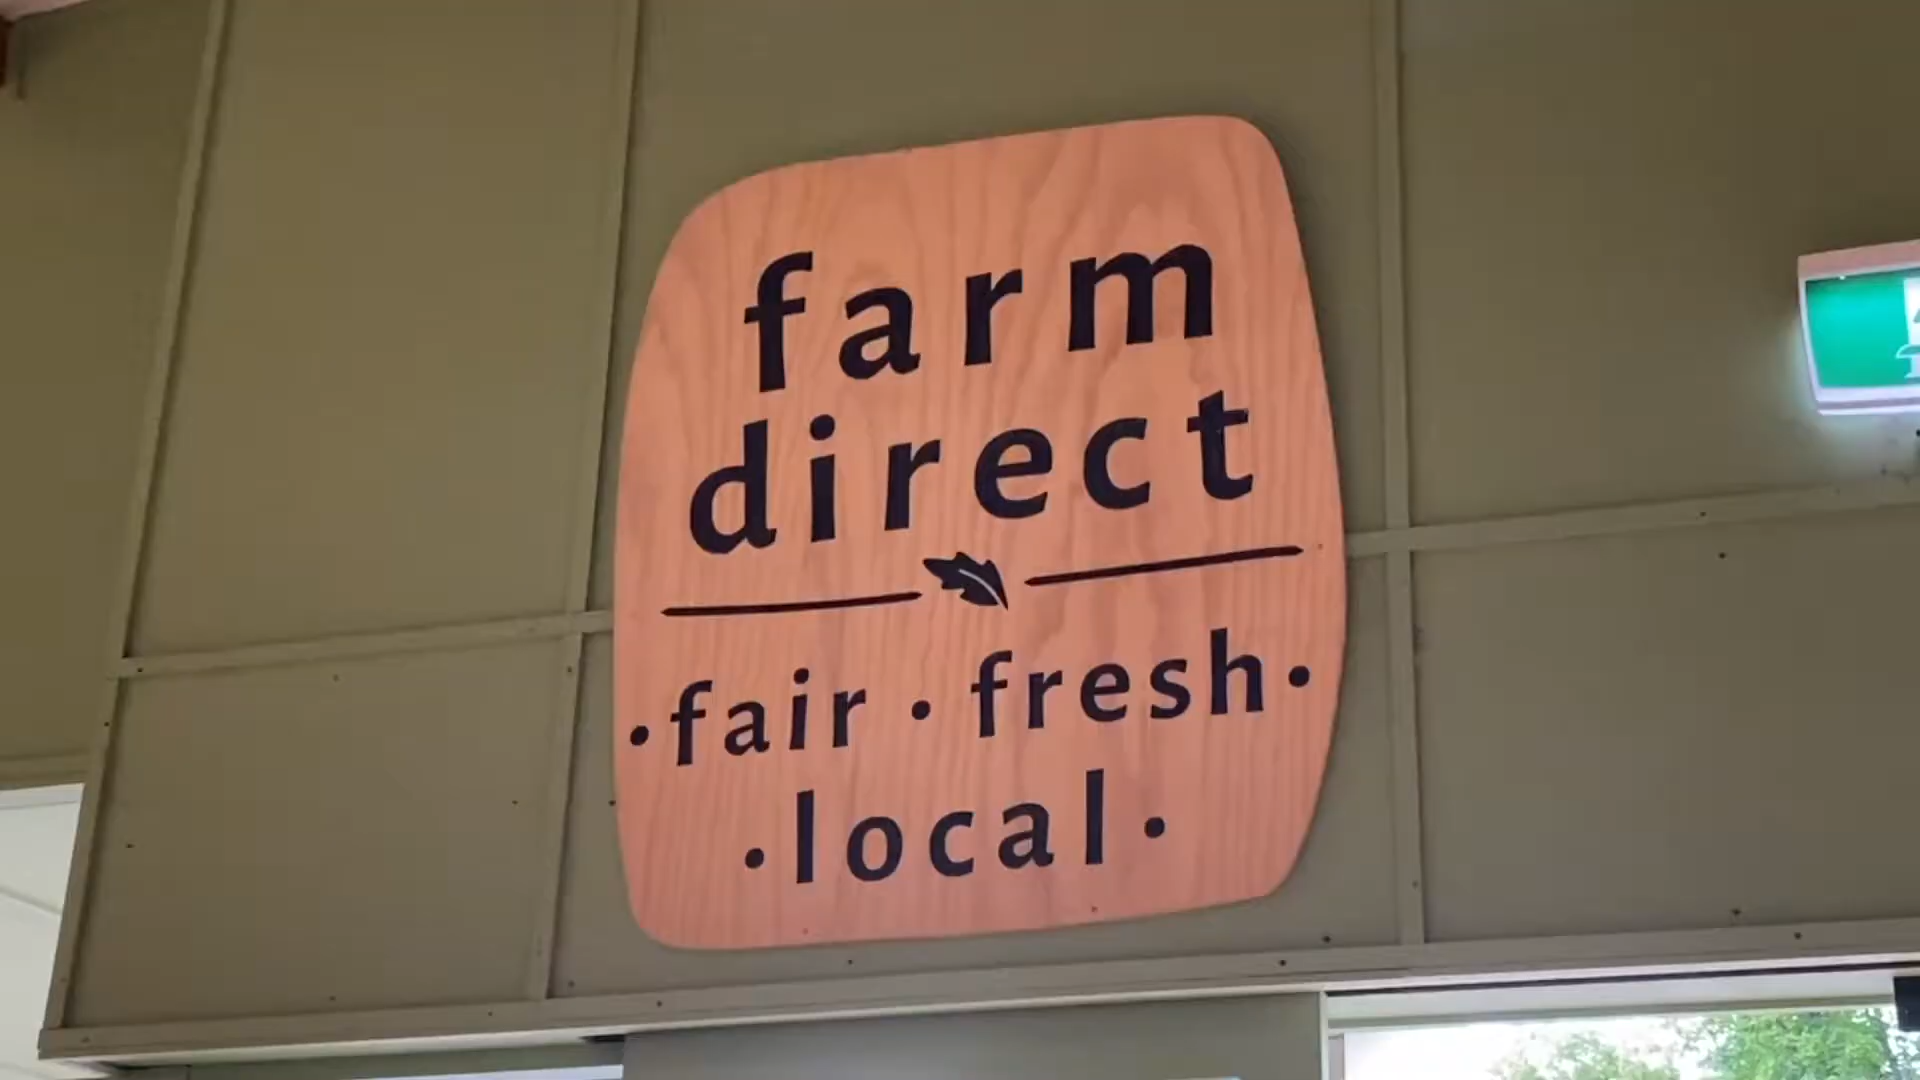 farm
direct
·fair · fresh·
·local·